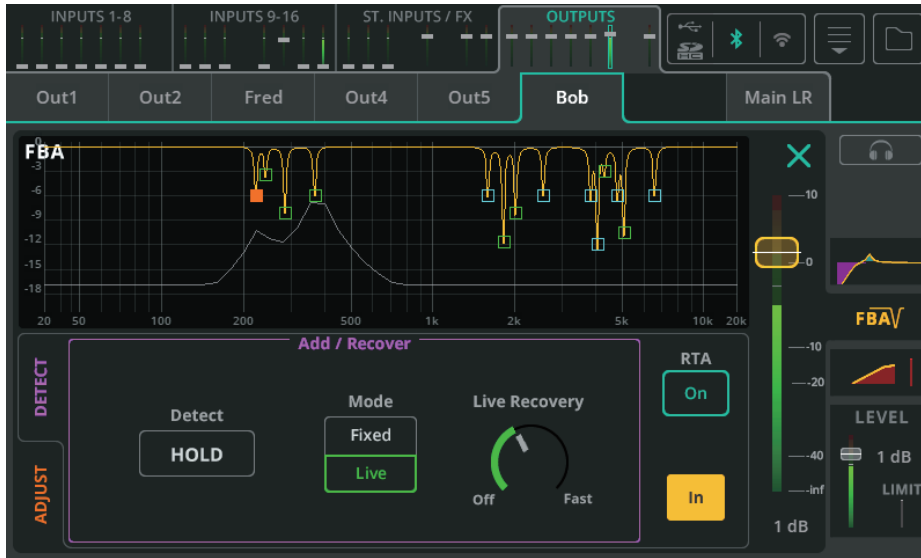 INPUTS 1-8 INPUTS 9-16 ST. INPUTS / FX OUTPUTS
SD HC
Out1 Out2 Fred Out4 Out5 Bob Main LR
FBA
0
-3
-6
-9
-12
-15
-18
20 50 100 200 500 1k 2k 5k 10k 20k
10
0
-10
-20
-40
-inf
1 dB
FBA
LEVEL
1 dB
LIMIT
DETECT
ADJUST
Add / Recover
Detect
HOLD
Mode
Fixed
Live
Live Recovery
Off Fast
RTA
On
In